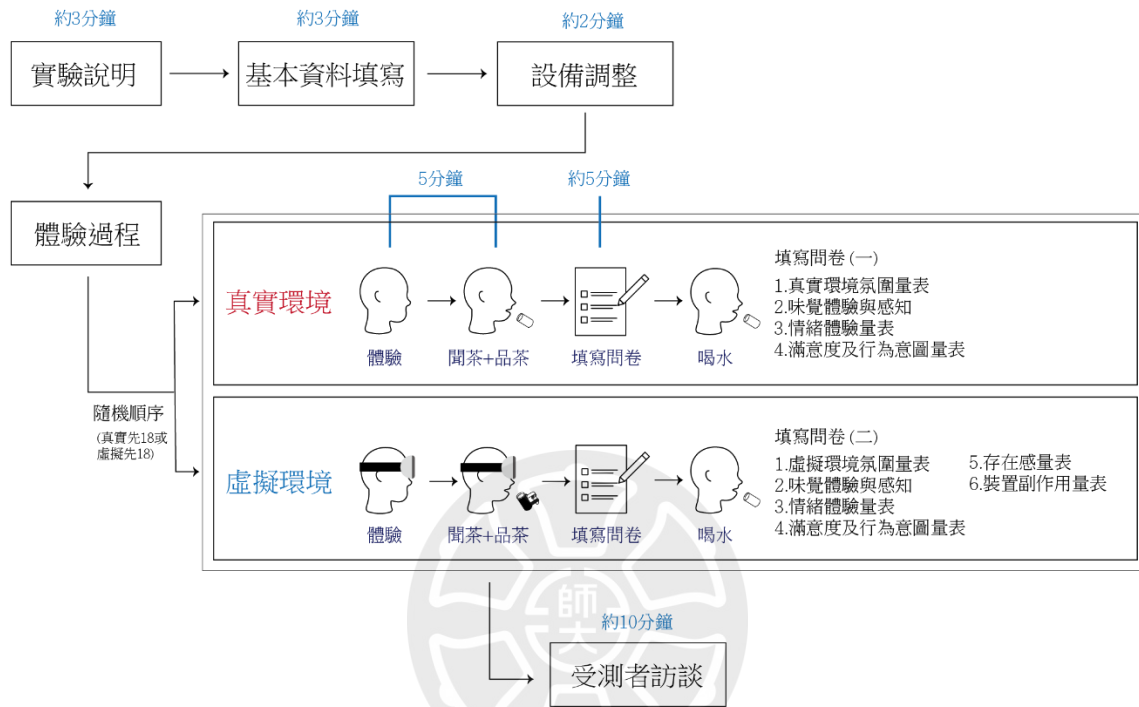 約3分鐘
約3分鐘
約2分鐘
實驗說明
基本資料填寫
設備調整
體驗過程
5分鐘
約5分鐘
真實環境
體驗
聞茶+品茶
填寫問卷
喝水
填寫問卷(一)
1.真實環境氛圍量表
2.味覺體驗與感知
3.情緒體驗量表
4.滿意度及行為意圖量表
隨機順序
(真實先18或
虛擬先18)
虛擬環境
體驗
聞茶+品茶
填寫問卷
喝水
填寫問卷(二)
1.虛擬環境氛圍量表
2.味覺體驗與感知
3.情緒體驗量表
4.滿意度及行為意圖量表
5.存在感量表
6.裝置副作用量表
師大
約10分鐘
受測者訪談